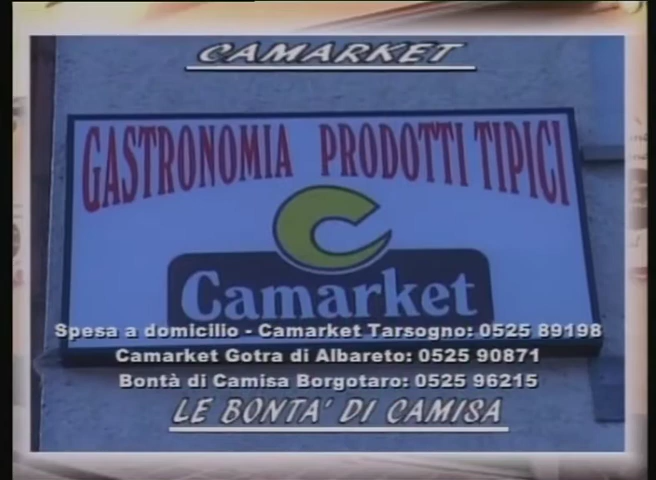 CAMARKET
GASTRONOMIA PRODOTTI TIPICI
Camarket
Spesa a domicilio - Camarket Tarsogno: 0525 89198
Camarket Gotra di Albareto: 0525 90871
Bontà di Camisa Borgotaro: 0525 96215
LE BONTA' DI CAMISA